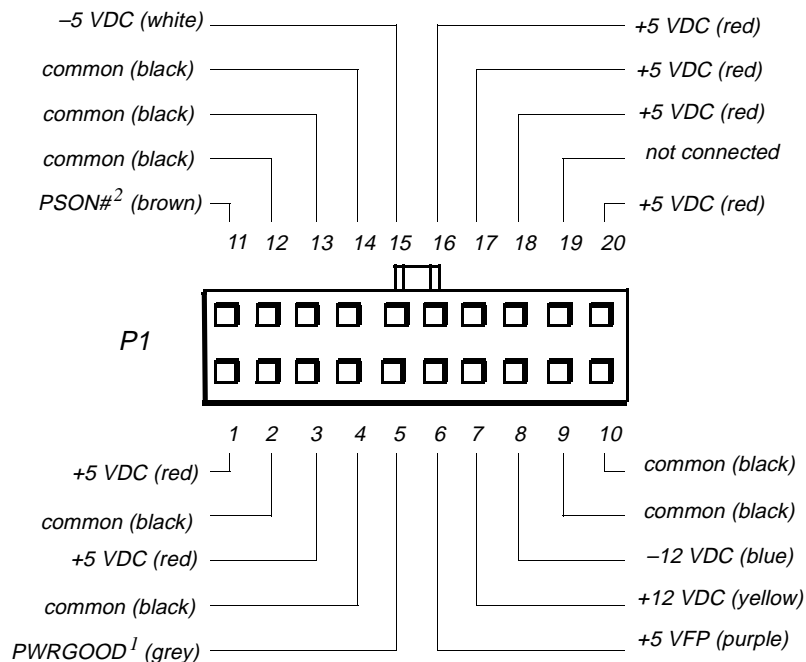 –5 VDC (white)
+5 VDC (red)
common (black)
+5 VDC (red)
common (black)
+5 VDC (red)
common (black)
not connected
PSON#2 (brown)
+5 VDC (red)
11 12 13 14 15 16 17 18 19 20
P1
1 2 3 4 5 6 7 8 9 10
+5 VDC (red)
common (black)
common (black)
common (black)
+5 VDC (red)
–12 VDC (blue)
common (black)
+12 VDC (yellow)
PWRGOOD1 (grey)
+5 VFP (purple)